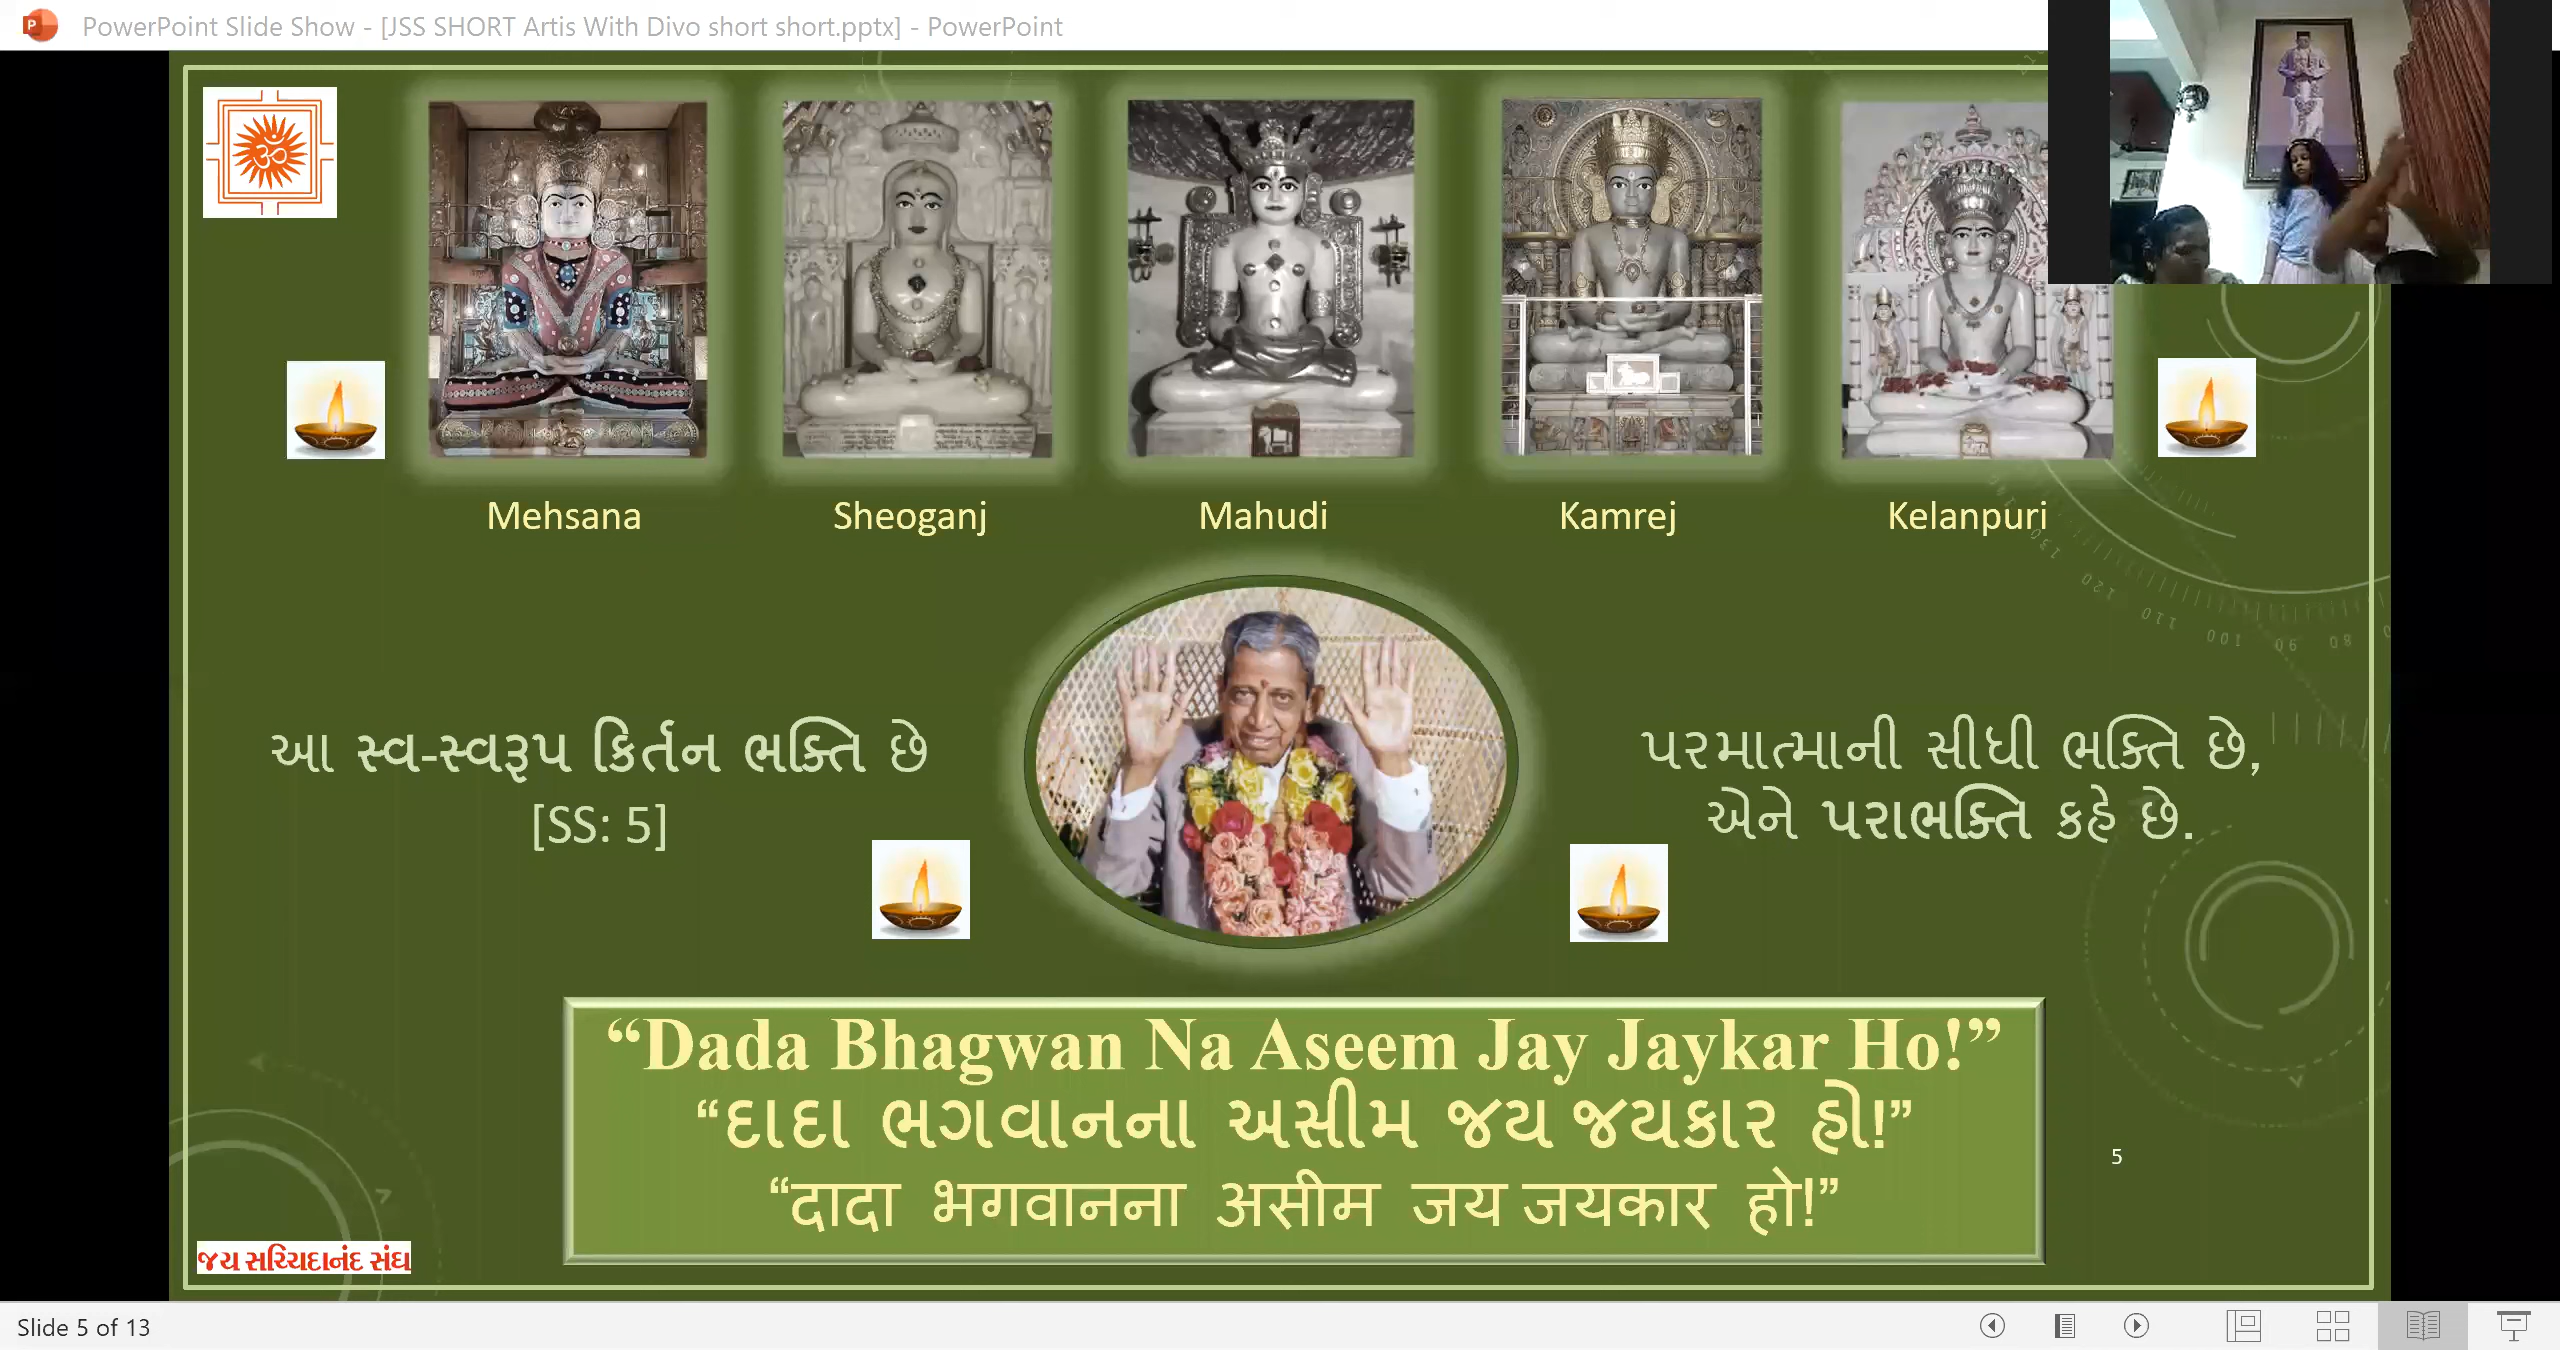 PowerPoint Slide Show - [JSS SHORT Artis With Divo short short.pptx] - PowerPoint
Mehsana
Sheoganj
Mahudi
Kamrej
Kelanpuri
આ સ્વ-સ્વરૂપ કિર્તન ભક્તિ છે
[SS: 5]
પરમાત્માની સીધી ભક્તિ છે,
એને પરાભક્તિ કહે છે.
“Dada Bhagwan Na Aseem Jay Jaykar Ho!”
“દાદા ભગવાનના અસીમ જય જયકાર હો!”
“दादा भगवानना असीम जय जयकार हो!”
5
જય સચ્ચિદાનંદ સંઘ
Slide 5 of 13